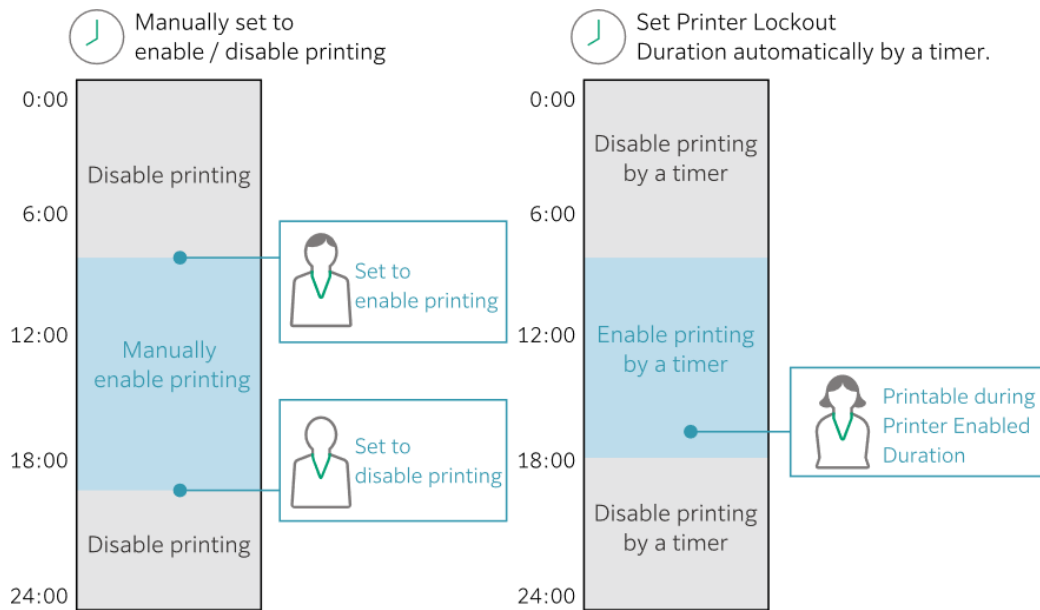 Manually set to
enable / disable printing
0:00
Disable printing
6:00
Set to
enable printing
12:00
Manually
enable printing
Set to
disable printing
18:00
Disable printing
24:00
Set Printer Lockout
Duration automatically by a timer.
0:00
Disable printing
by a timer
6:00
12:00
Enable printing
by a timer
Printable during
Printer Enabled
Duration
18:00
Disable printing
by a timer
24:00